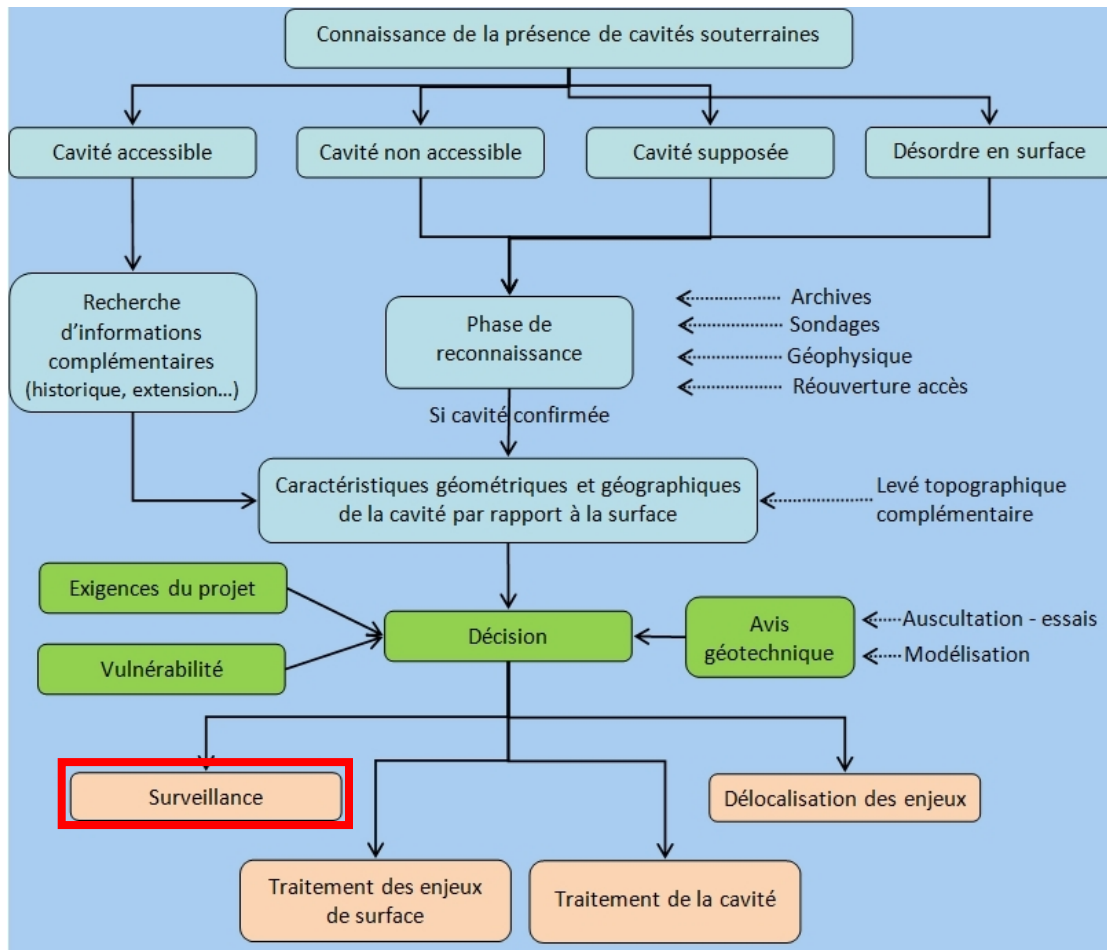 Connaissance de la présence de cavités souterraines
Cavité accessible
Cavité non accessible
Cavité supposée
Désordre en surface
Recherche
d’informations
complémentaires
(historique, extension…)
Phase de
reconnaissance
Archives
Sondages
Géophysique
Réouverture accès
Si cavité confirmée
Caractéristiques géométriques et géographiques
de la cavité par rapport à la surface
Levé topographique
complémentaire
Exigences du projet
Vulnérabilité
Décision
Avis
géotechnique
Auscultation - essais
Modélisation
Surveillance
Délocalisation des enjeux
Traitement des enjeux
de surface
Traitement de la cavité